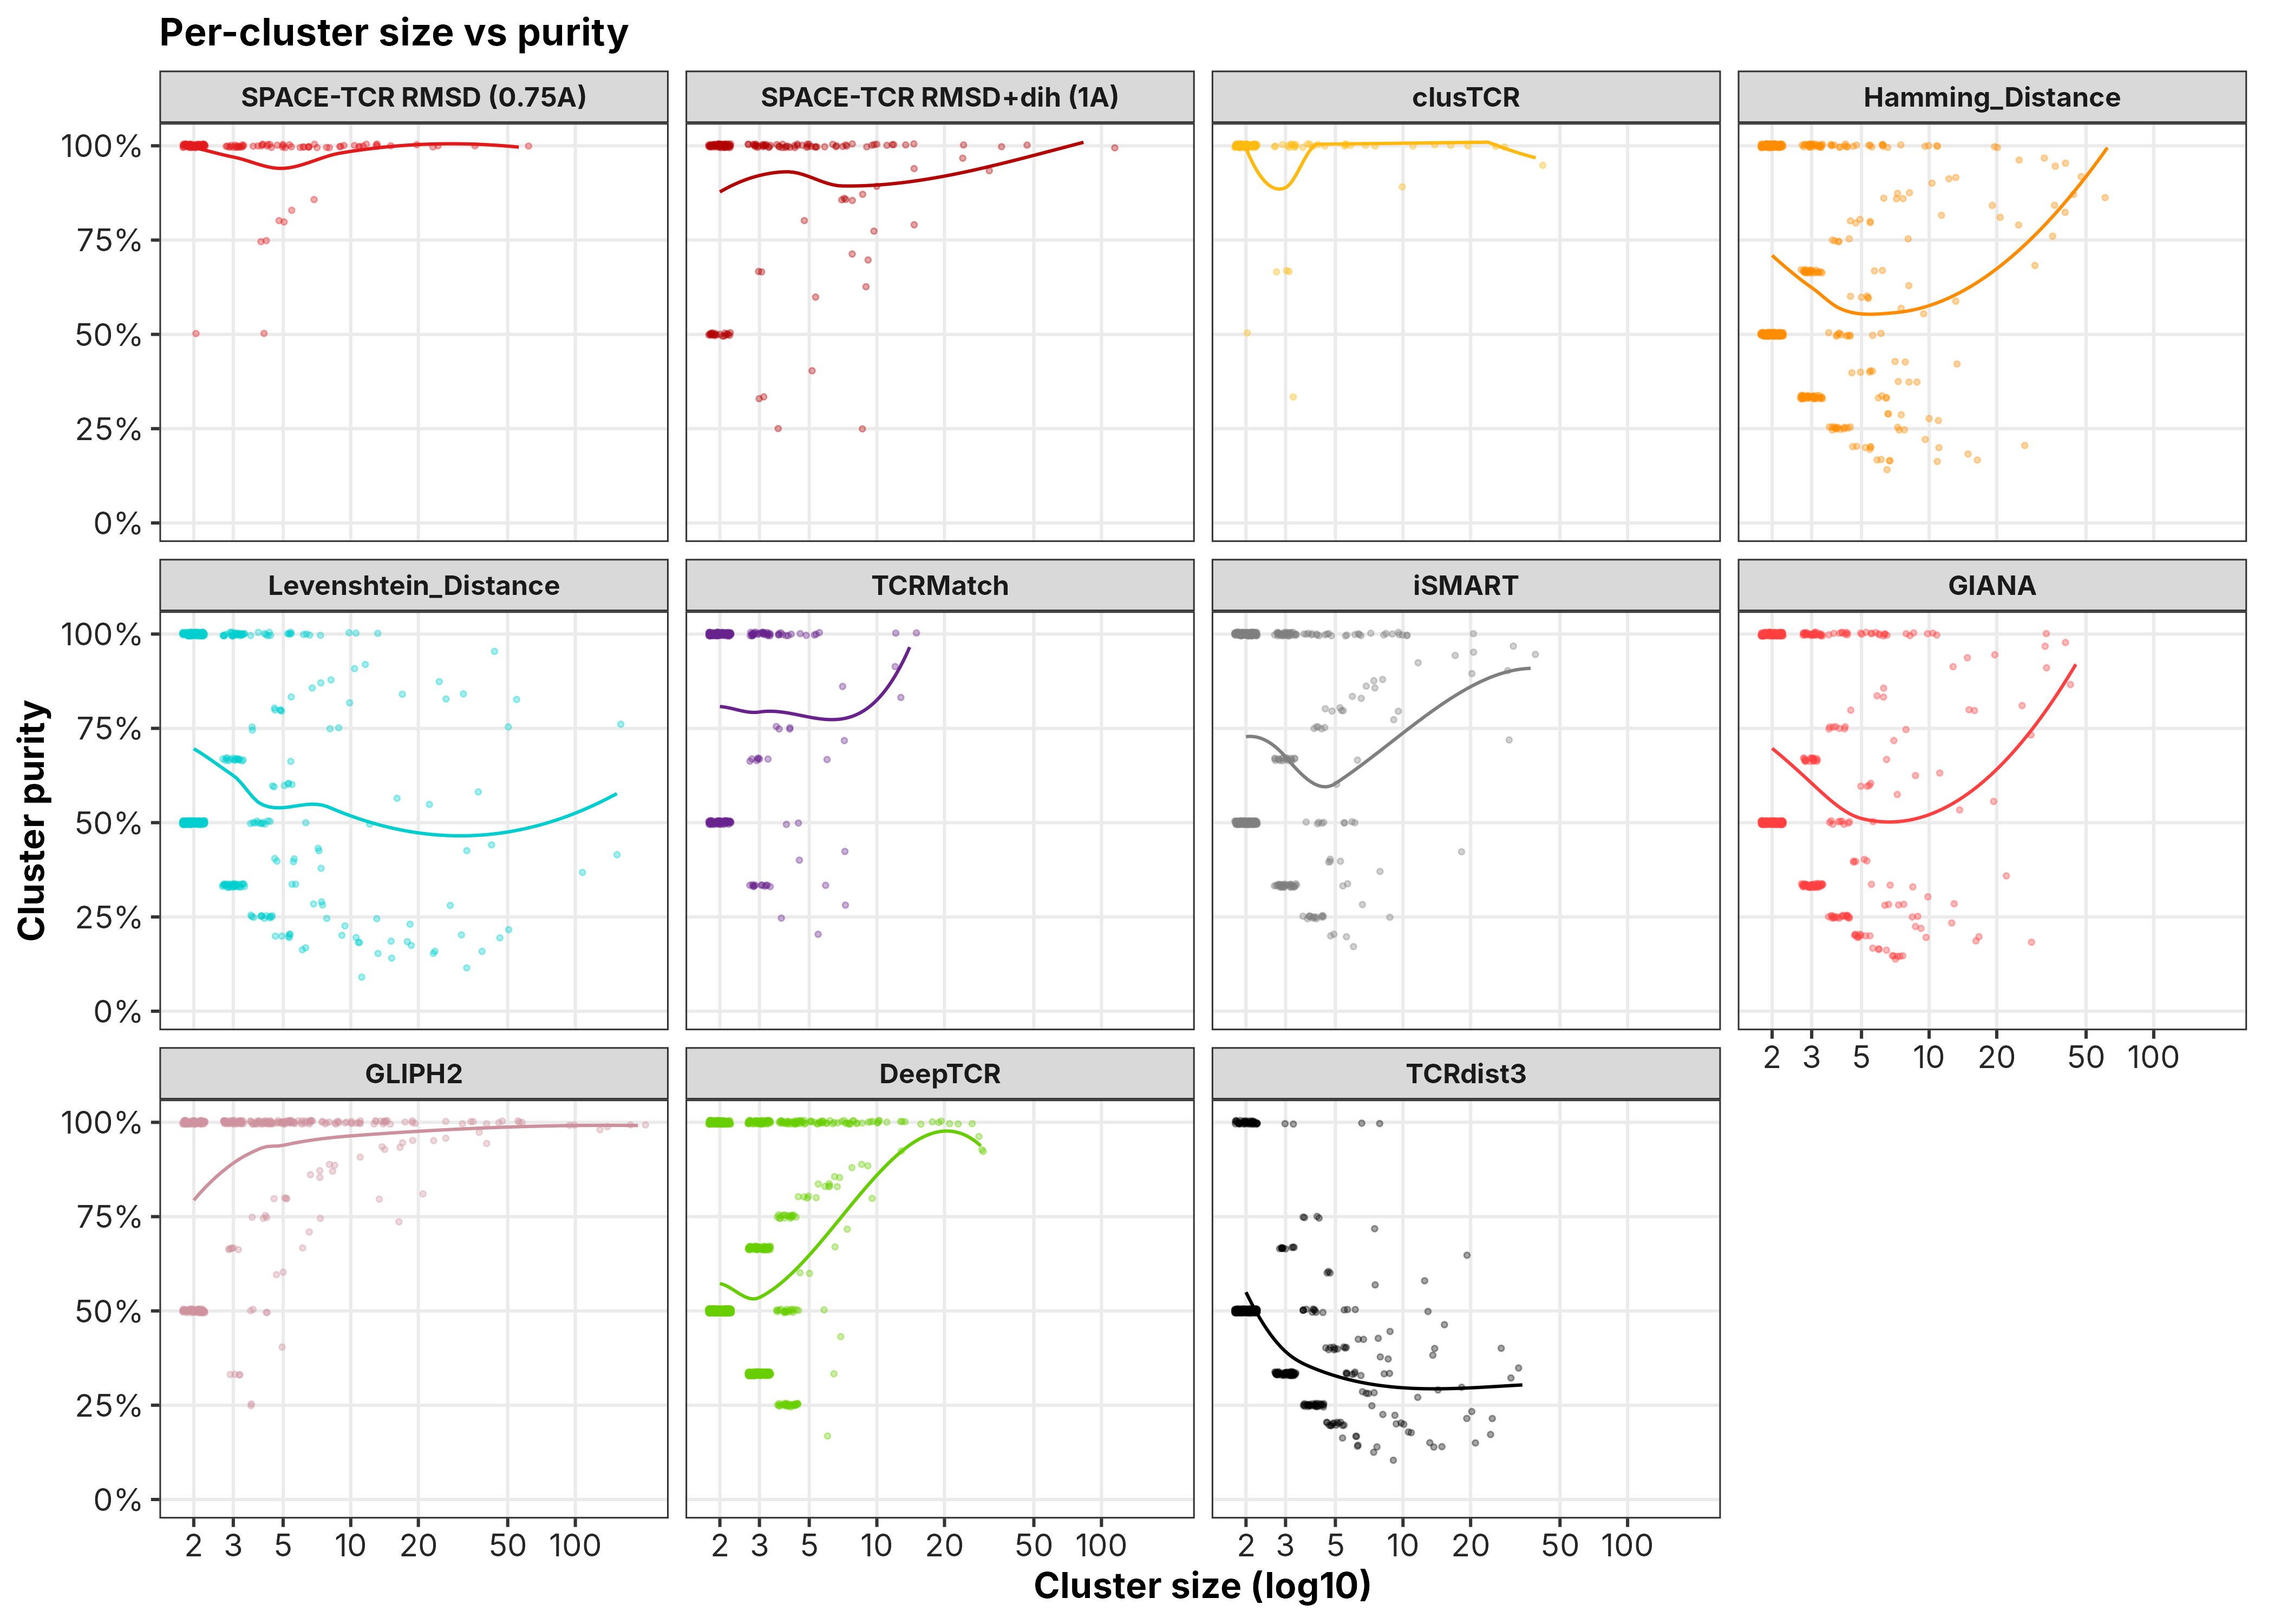 Per-cluster size vs purity
SPACE-TCR RMSD (0.75A)
SPACE-TCR RMSD+dih (1A)
clusTCR
Hamming_Distance
100%
75%
50%
25%
0%
Levenshtein_Distance
TCRMatch
iSMART
GIANA
100%
75%
50%
25%
0%
2 3 5 10 20 50 100
GLIPH2
DeepTCR
TCRdist3
100%
75%
50%
25%
0%
2 3 5 10 20 50 100
2 3 5 10 20 50 100
2 3 5 10 20 50 100
Cluster purity
Cluster size (log10)